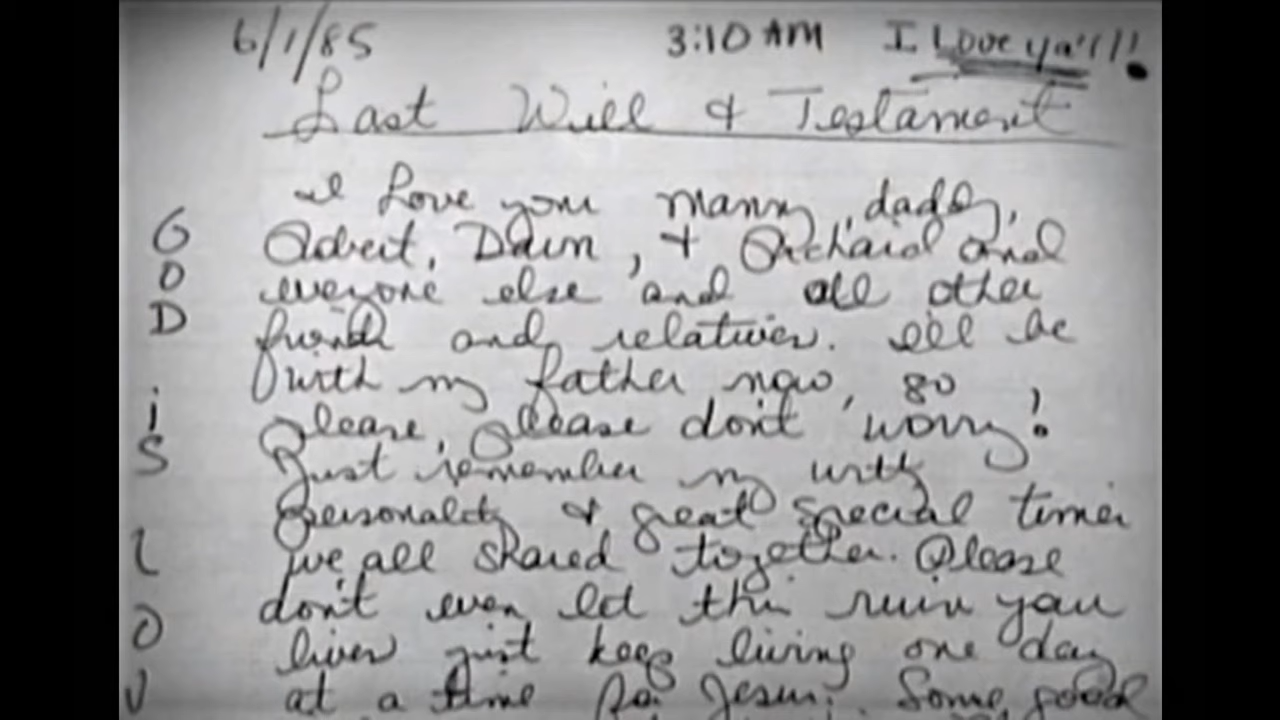 6/1/85 3:10 AM I Love ya'll!
Last Will & Testament
I Love you mamy, daddy,
Robert, Dawn, + Richard and
everyone else and all other
friends and relatives. I'll be
with my father now, so
please, please don't worry!
Just remember my witty
personality & great special times
we all shared together. Please
don't even let this ruin you
lives just keep living one day
at a time for Jesus. Some good
G
O
D
i
S
L
O
V